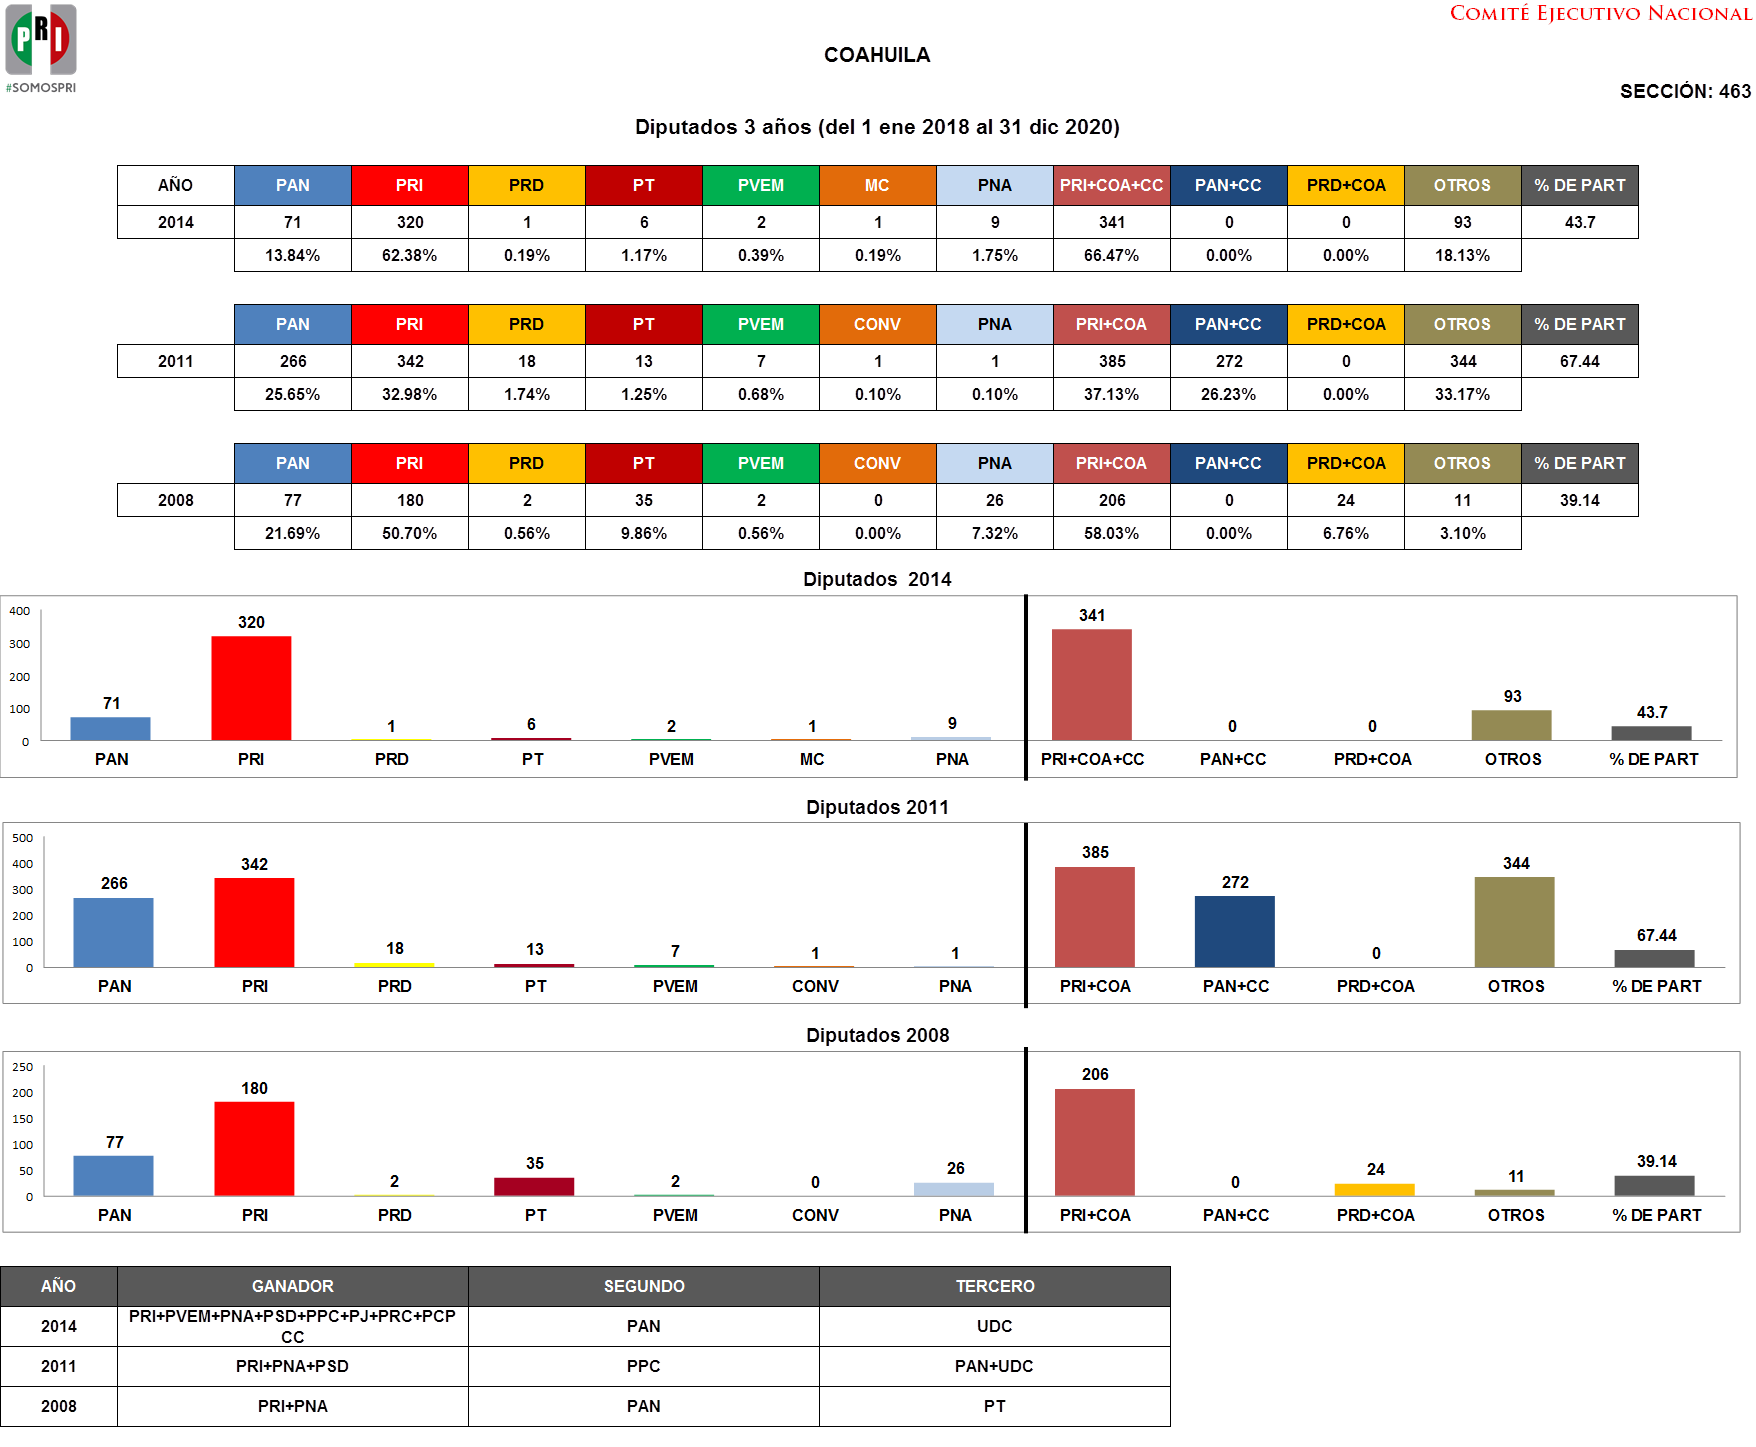 PRI
#SOMOSPRI
COMITÉ EJECUTIVO NACIONAL
COAHUILA
SECCIÓN: 463
Diputados 3 años (del 1 ene 2018 al 31 dic 2020)
AÑO PAN PRI PRD PT PVEM MC PNA PRI+COA+CC PAN+CC PRD+COA OTROS % DE PART
2014 71 320 1 6 2 1 9 341 0 0 93 43.7
13.84% 62.38% 0.19% 1.17% 0.39% 0.19% 1.75% 66.47% 0.00% 0.00% 18.13%
PAN PRI PRD PT PVEM CONV PNA PRI+COA PAN+CC PRD+COA OTROS % DE PART
2011 266 342 18 13 7 1 1 385 272 0 344 67.44
25.65% 32.98% 1.74% 1.25% 0.68% 0.10% 0.10% 37.13% 26.23% 0.00% 33.17%
PAN PRI PRD PT PVEM CONV PNA PRI+COA PAN+CC PRD+COA OTROS % DE PART
2008 77 180 2 35 2 0 26 206 0 24 11 39.14
21.69% 50.70% 0.56% 9.86% 0.56% 0.00% 7.32% 58.03% 0.00% 6.76% 3.10%
Diputados 2014
400
300
200
100
0
71 320 1 6 2 1 9 341 0 0 93 43.7
PAN PRI PRD PT PVEM MC PNA PRI+COA+CC PAN+CC PRD+COA OTROS % DE PART
Diputados 2011
500
400
300
200
100
0
266 342 18 13 7 1 1 385 272 0 344 67.44
PAN PRI PRD PT PVEM CONV PNA PRI+COA PAN+CC PRD+COA OTROS % DE PART
Diputados 2008
250
200
150
100
50
0
77 180 2 35 2 0 26 206 0 24 11 39.14
PAN PRI PRD PT PVEM CONV PNA PRI+COA PAN+CC PRD+COA OTROS % DE PART
AÑO GANADOR SEGUNDO TERCERO
2014 PRI+PVEM+PNA+PSD+PPC+PJ+PRC+PCP CC PAN UDC
2011 PRI+PNA+PSD PPC PAN+UDC
2008 PRI+PNA PAN PT